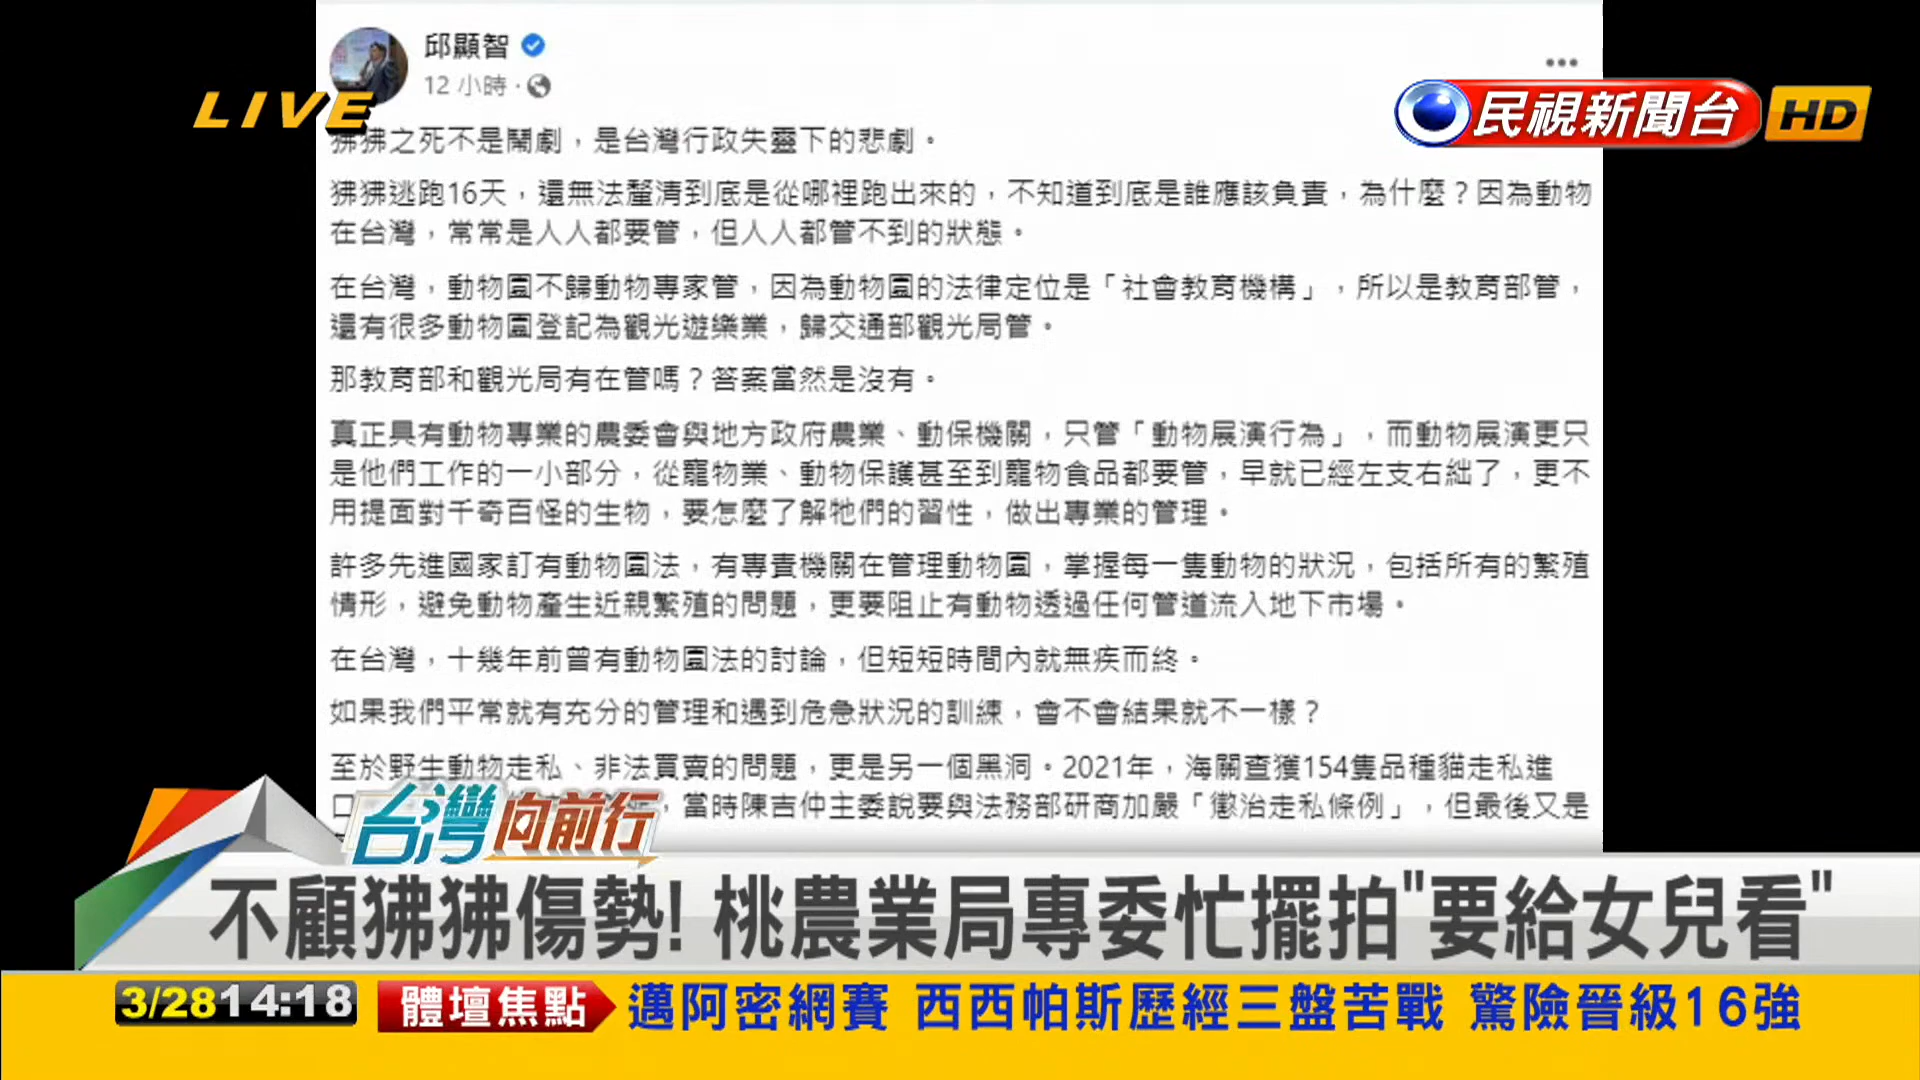 邱顯智
12 小時
LIVE
民視新聞台 HD
狒狒之死不是鬧劇，是台灣行政失靈下的悲劇。
狒狒逃跑16天，還無法釐清到底是從哪裡跑出來的，不知道到底是誰應該負責，為什麼？因為動物
在台灣，常常是人人都要管，但人人都管不到的狀態。
在台灣，動物園不歸動物專家管，因為動物園的法律定位是「社會教育機構」，所以是教育部管，
還有很多動物園登記為觀光遊樂業，歸交通部觀光局管。
那教育部和觀光局有在管嗎？答案當然是沒有。
真正具有動物專業的農委會與地方政府農業、動保機關，只管「動物展演行為」，而動物展演更只
是他們工作的一小部分，從寵物業、動物保護甚至到寵物食品都要管，早就已經左支右絀了，更不
用提面對千奇百怪的生物，要怎麼了解牠們的習性，做出專業的管理。
許多先進國家訂有動物園法，有專責機關在管理動物園，掌握每一隻動物的狀況，包括所有的繁殖
情形，避免動物產生近親繁殖的問題，更要阻止有動物透過任何管道流入地下市場。
在台灣，十幾年前曾有動物園法的討論，但短短時間內就無疾而終。
如果我們平常就有充分的管理和遇到危急狀況的訓練，會不會結果就不一樣？
至於野生動物走私、非法買賣的問題，更是另一個黑洞。2021年，海關查獲154隻品種貓走私進
口，當時陳吉仲主委說要與法務部研商加嚴「懲治走私條例」，但最後又是
台灣向前行
不顧狒狒傷勢! 桃農業局專委忙擺拍"要給女兒看"
3/28 14:18 體壇焦點 邁阿密網賽 西西帕斯歷經三盤苦戰 驚險晉級16強